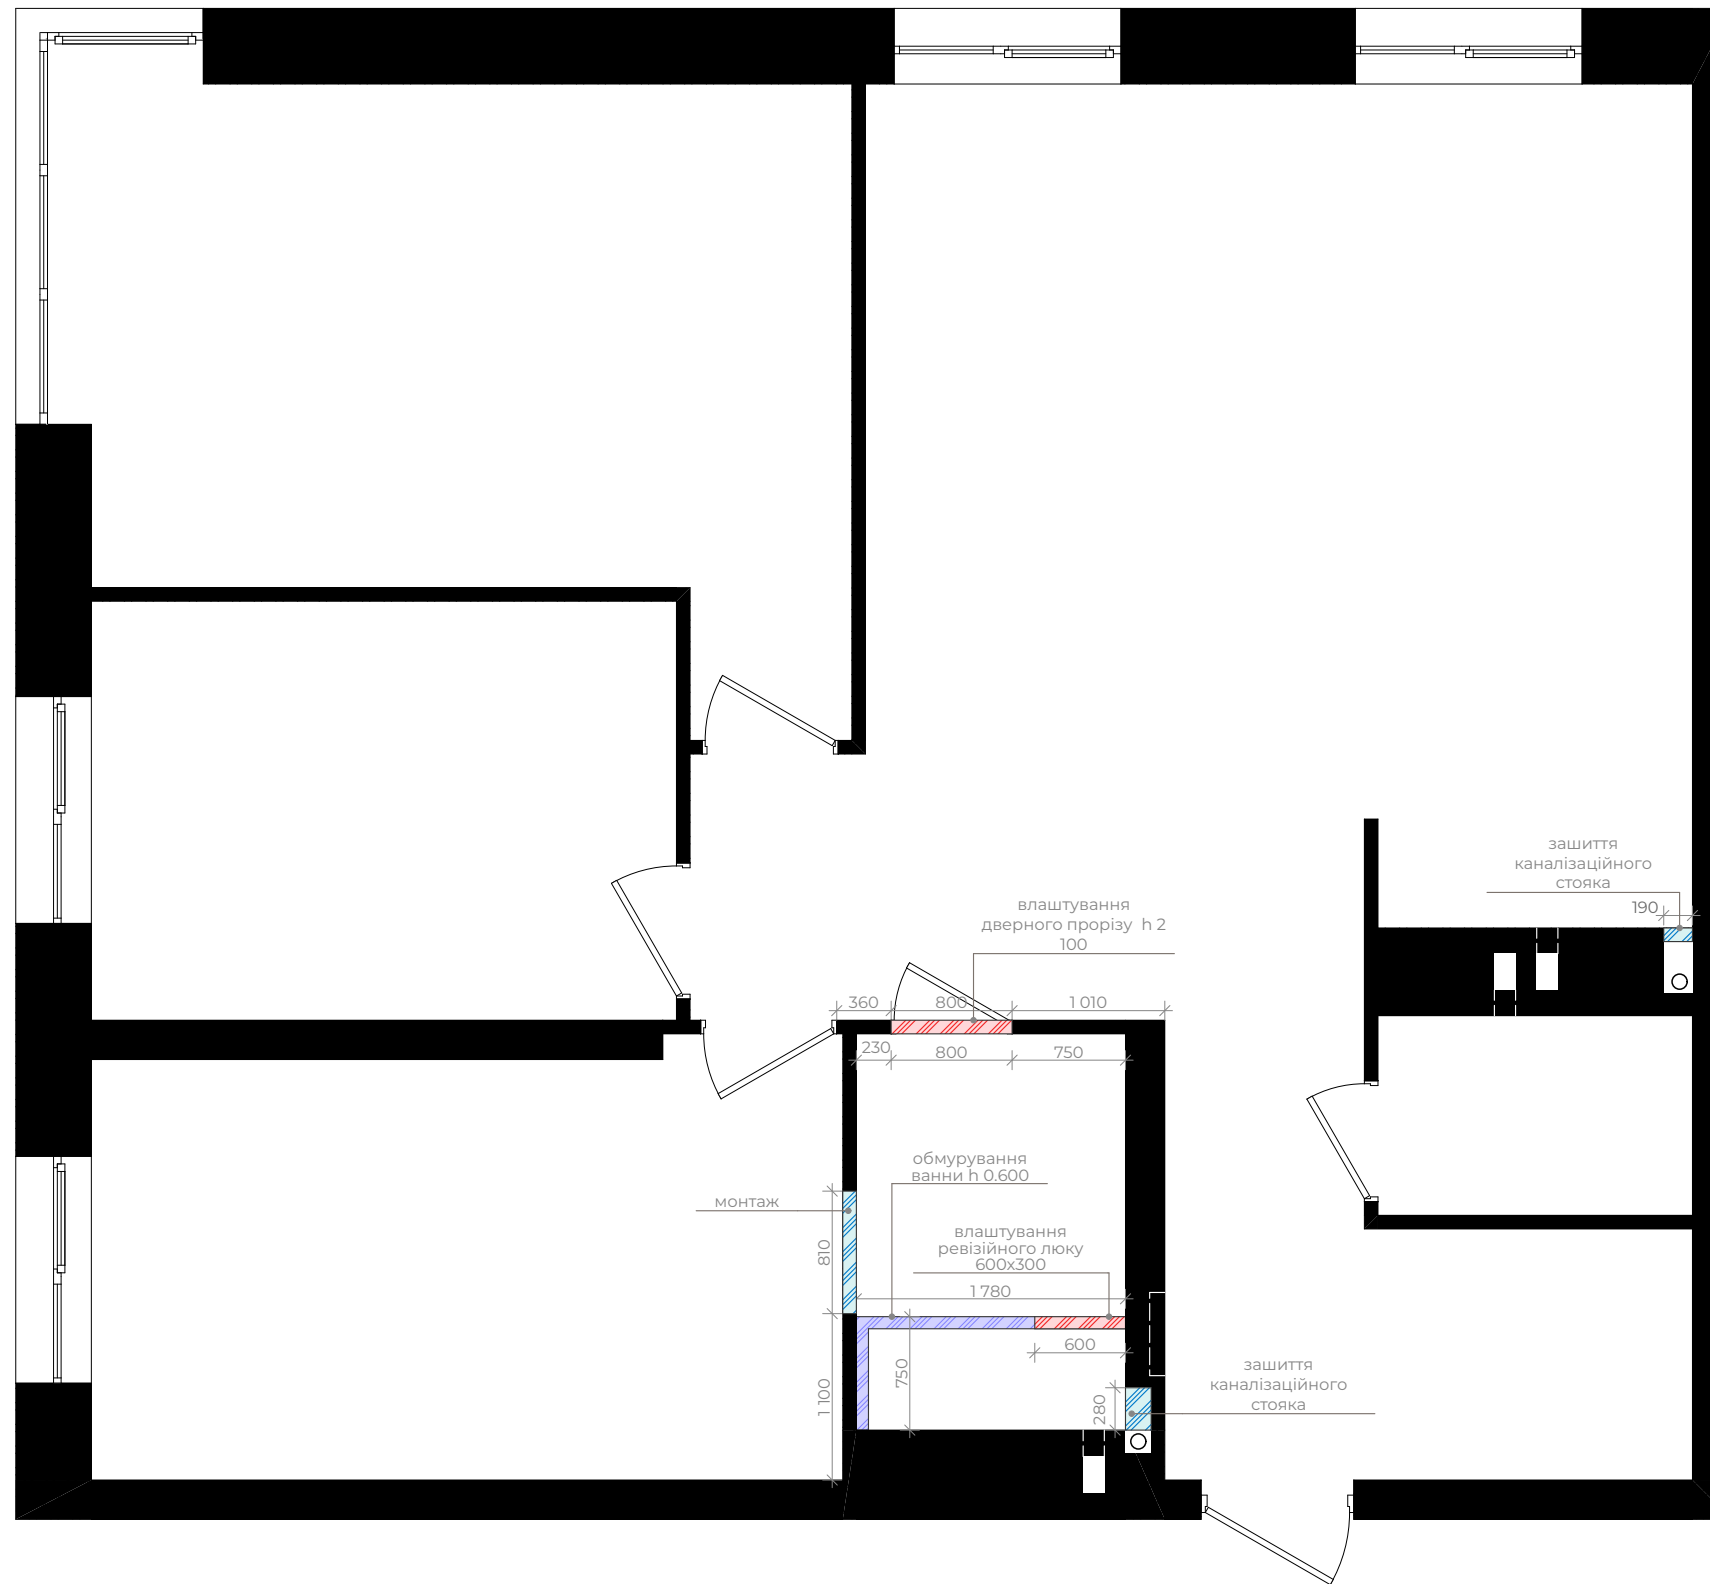 зашиття
каналізаційного
стояка
190
влаштування
дверного прорізу h 2
100
360
800
1 010
230
800
750
обмурування
ванни h 0.600
монтаж
влаштування
ревізійного люку
600х300
810
1 780
600
750
1 100
280
зашиття
каналізаційного
стояка